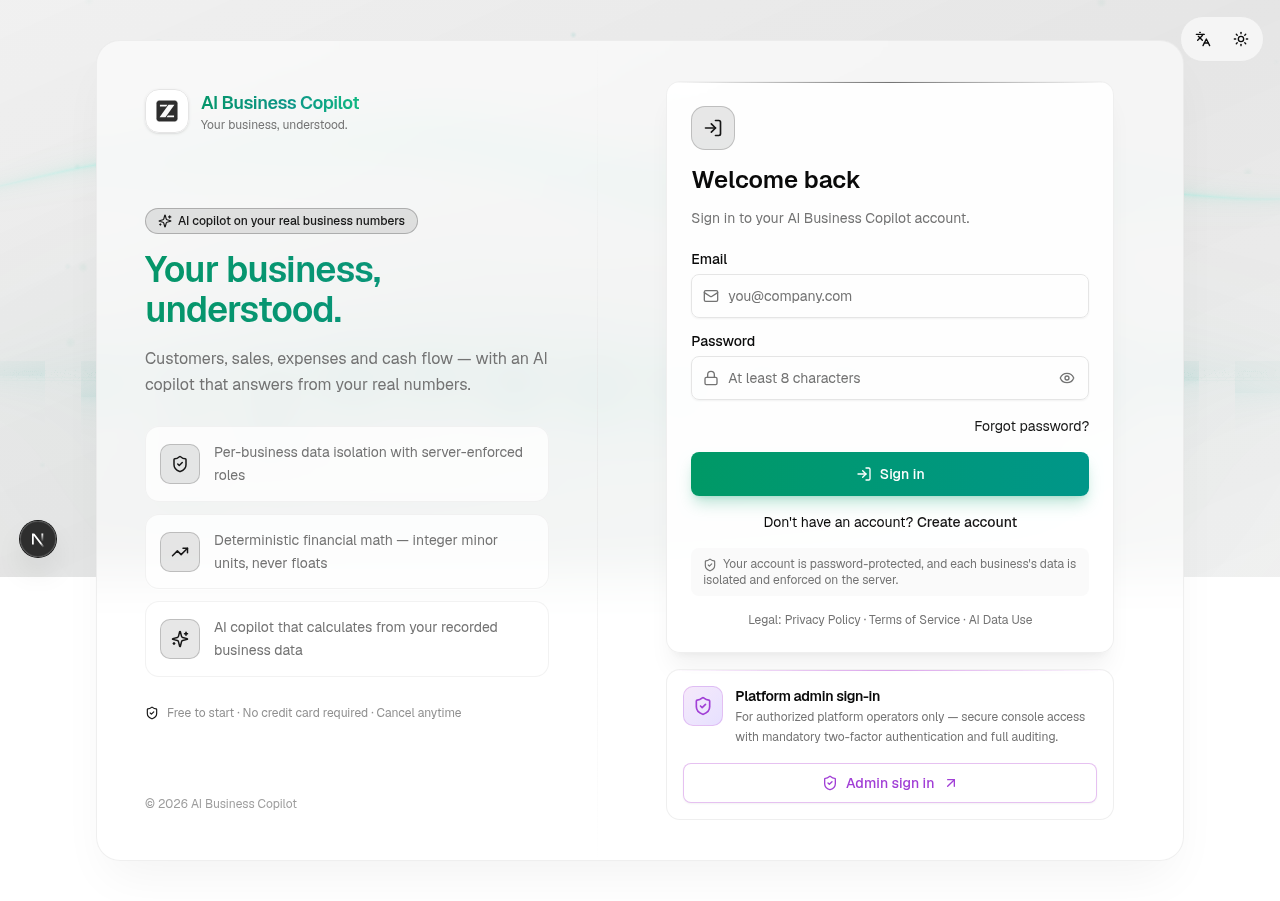 AI Business Copilot
Your business, understood.
AI copilot on your real business numbers
Your business,
understood.
Customers, sales, expenses and cash flow — with an AI
copilot that answers from your real numbers.
Per-business data isolation with server-enforced
roles
Deterministic financial math — integer minor
units, never floats
AI copilot that calculates from your recorded
business data
Free to start · No credit card required · Cancel anytime
© 2026 AI Business Copilot
Welcome back
Sign in to your AI Business Copilot account.
Email
you@company.com
Password
At least 8 characters
Forgot password?
Sign in
Don't have an account? Create account
Your account is password-protected, and each business's data is
isolated and enforced on the server.
Legal: Privacy Policy · Terms of Service · AI Data Use
Platform admin sign-in
For authorized platform operators only — secure console access
with mandatory two-factor authentication and full auditing.
Admin sign in